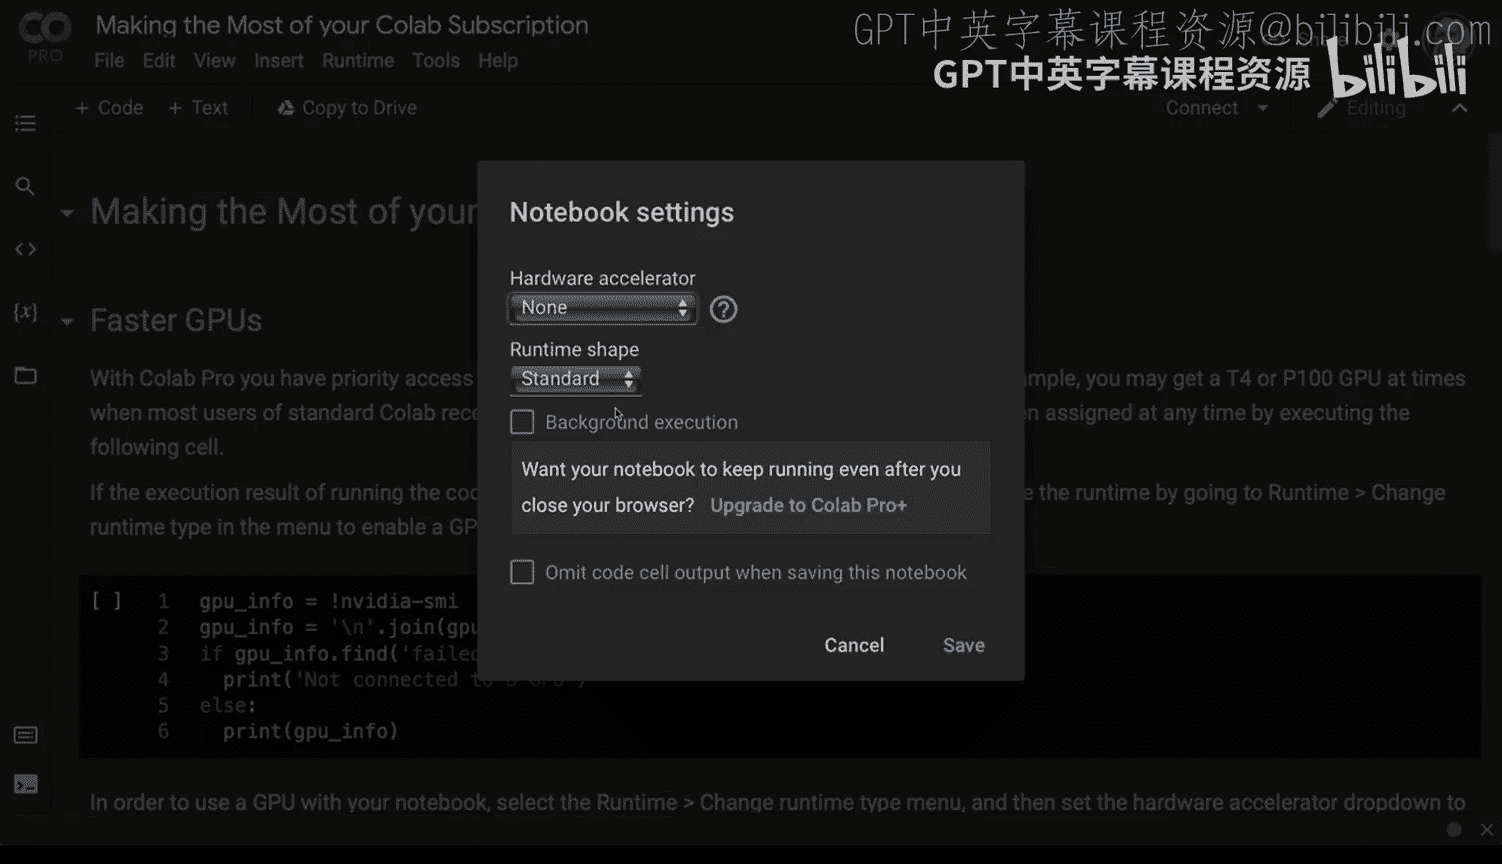 CO
PRO
Making the Most of your Colab Subscription
File Edit View Insert Runtime Tools Help
GPT中英字幕课程资源@bilibili.com
GPT中英字幕课程资源 bilibili
+ Code + Text Copy to Drive
Connect Editing
Making the Most of your
Faster GPUs
With Colab Pro you have priority access
mple, you may get a T4 or P100 GPU at times
when most users of standard Colab rece
n assigned at any time by executing the
following cell.
If the execution result of running the coc
e the runtime by going to Runtime > Change
runtime type in the menu to enable a GP
Notebook settings
Hardware accelerator
None
?
Runtime shape
Standard
Background execution
Want your notebook to keep running even after you
close your browser? Upgrade to Colab Pro+
Omit code cell output when saving this notebook
Cancel Save
[ ] 1 gpu_info = !nvidia-smi
2 gpu_info = '\n'.join(gpu
3 if gpu_info.find('failed
4 print('Not connected to a GPU')
5 else:
6 print(gpu_info)
In order to use a GPU with your notebook, select the Runtime > Change runtime type menu, and then set the hardware accelerator dropdown to